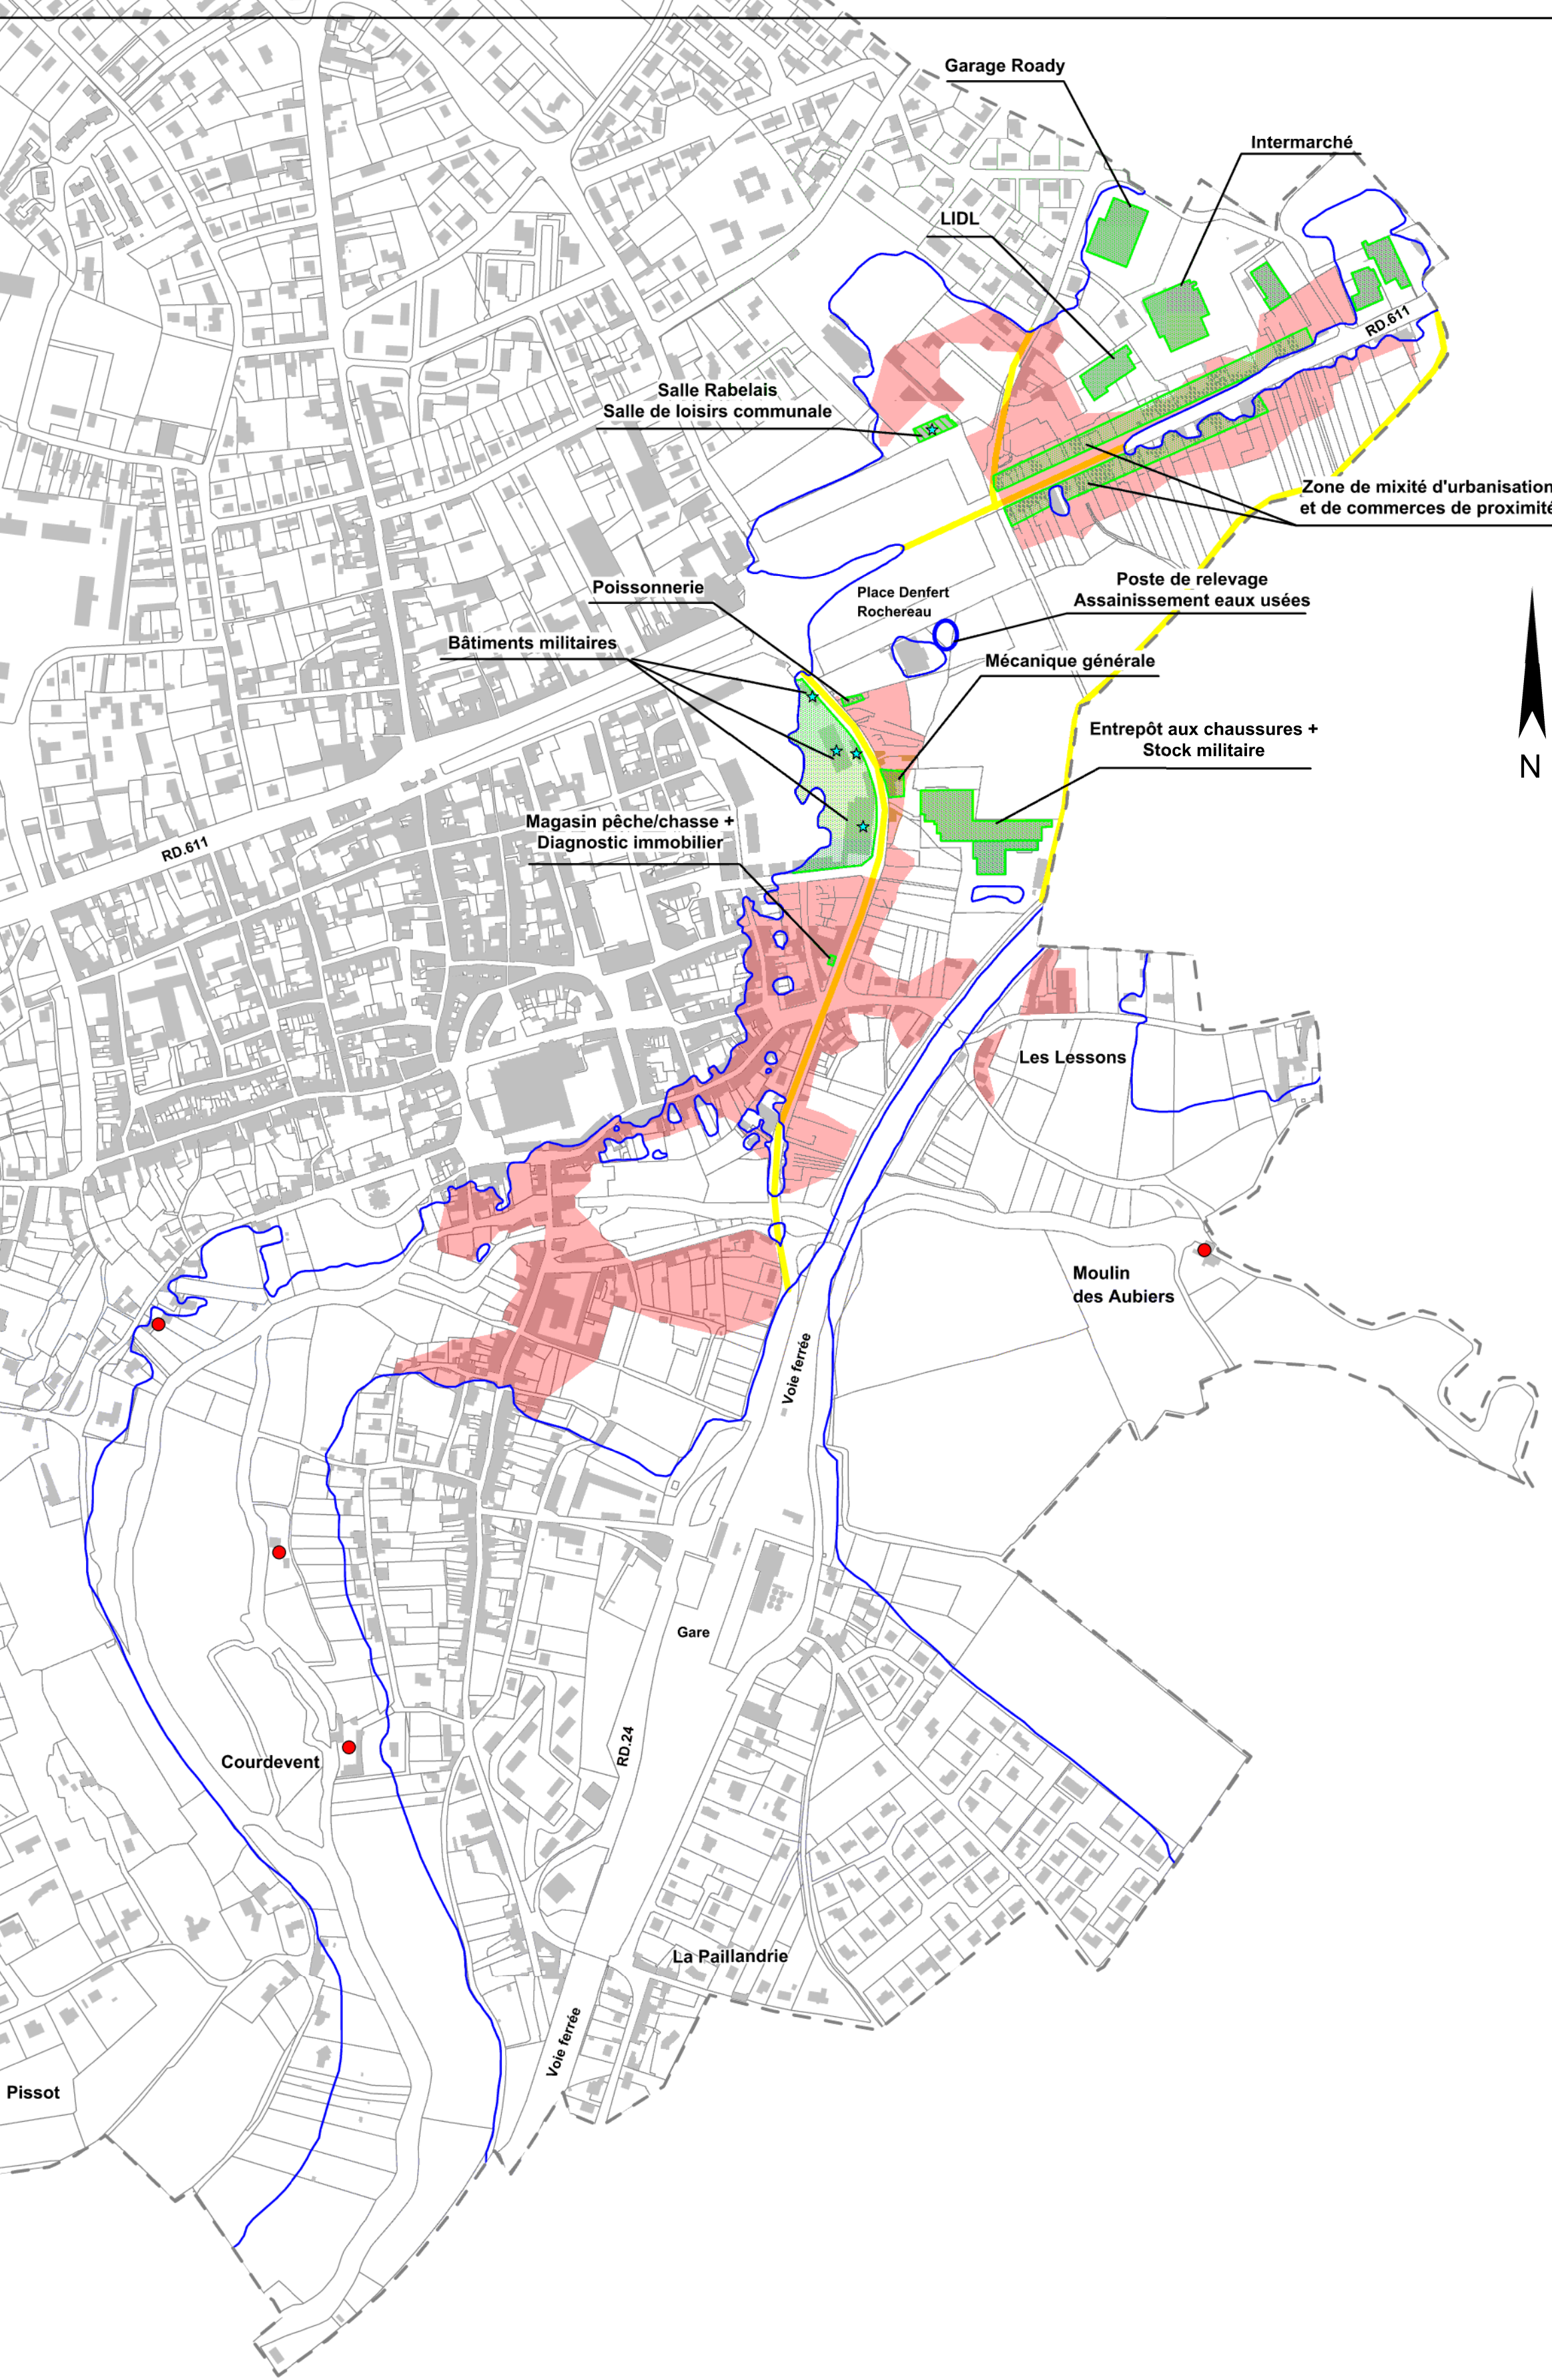 Garage Roady
Intermarché
LIDL
RD.611
Salle Rabelais
Salle de loisirs communale
Zone de mixité d'urbanisation
et de commerces de proximité
Poste de relevage
Assainissement eaux usées
Poissonnerie
Place Denfert
Rochereau
Bâtiments militaires
Mécanique générale
Entrepôt aux chaussures +
Stock militaire
N
Magasin pêche/chasse +
Diagnostic immobilier
RD.611
Les Lessons
Moulin
des Aubiers
Voie ferrée
Gare
RD.24
Courdevent
La Paillandrie
Voie ferrée
Pissot